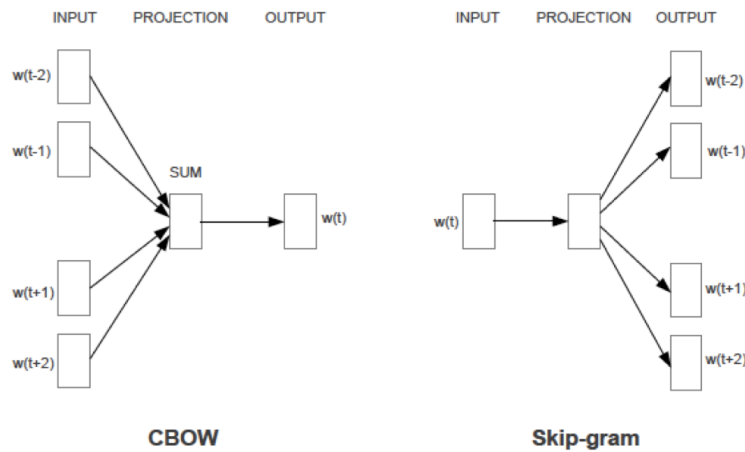 INPUT PROJECTION OUTPUT
w(t-2)
w(t-1)
SUM
w(t)
w(t+1)
w(t+2)
CBOW
INPUT PROJECTION OUTPUT
w(t-2)
w(t-1)
w(t)
w(t+1)
w(t+2)
Skip-gram